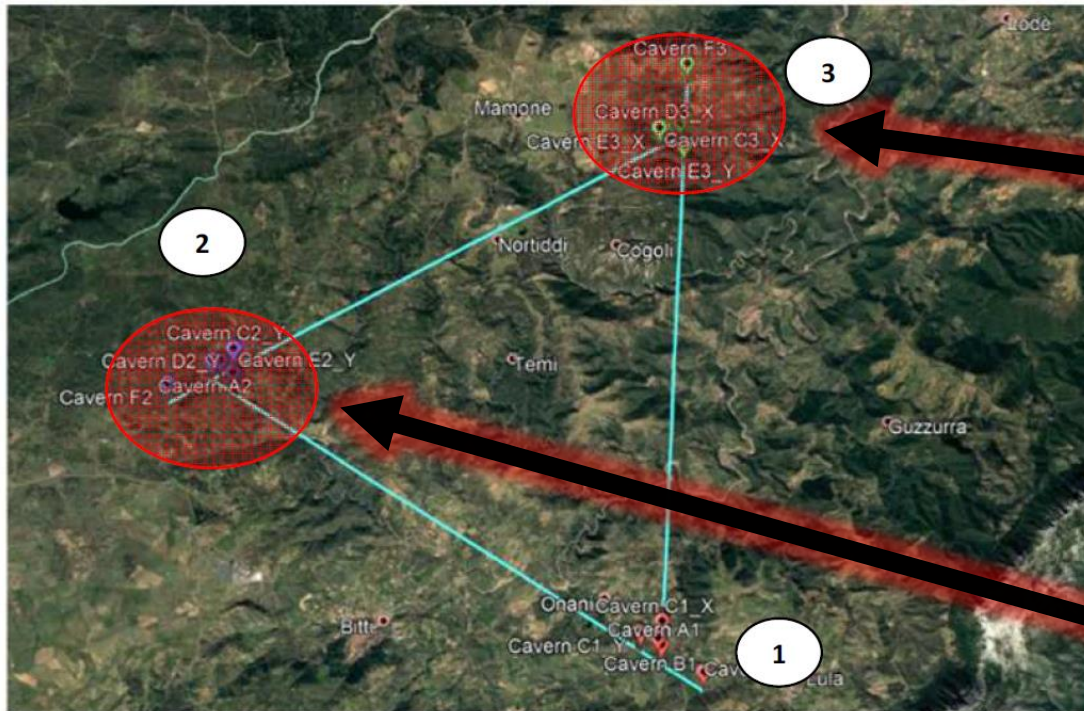 Lode
Cavern F3
3
Mamone
Cavern D3_X
Cavern E3_X
Cavern C3_X
Cavern E3_Y
2
Nortiddi
Cogoli
Cavern C2_Y
Cavern D2_Y
Cavern E2_Y
Cavern A2
Cavern F2
Temi
Guzzurra
Onani
Cavern C1_X
Bitti
Cavern A1
Cavern C1_Y
Cavern B1
1
Lula